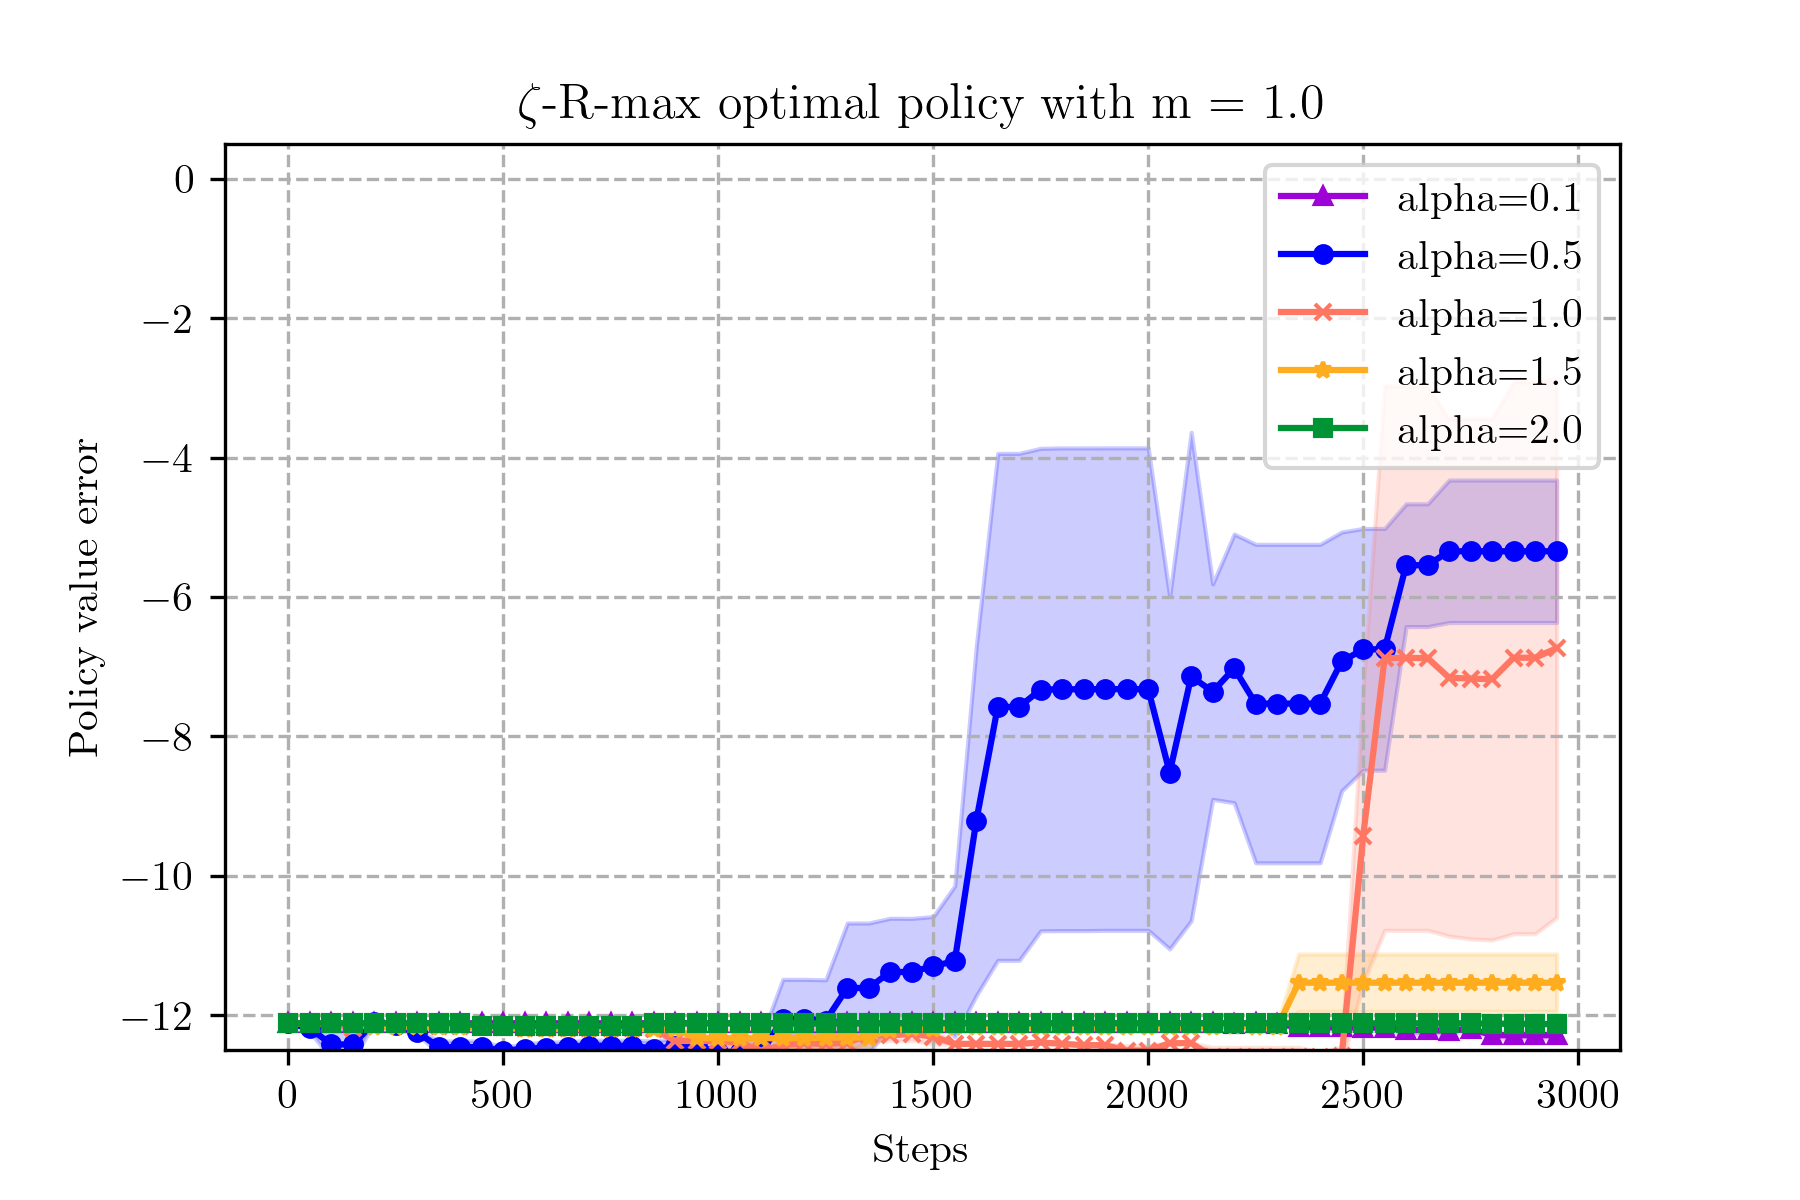 ζ-R-max optimal policy with m = 1.0
Policy value error
0
−2
−4
−6
−8
−10
−12
alpha=0.1
alpha=0.5
alpha=1.0
alpha=1.5
alpha=2.0
0 500 1000 1500 2000 2500 3000
Steps